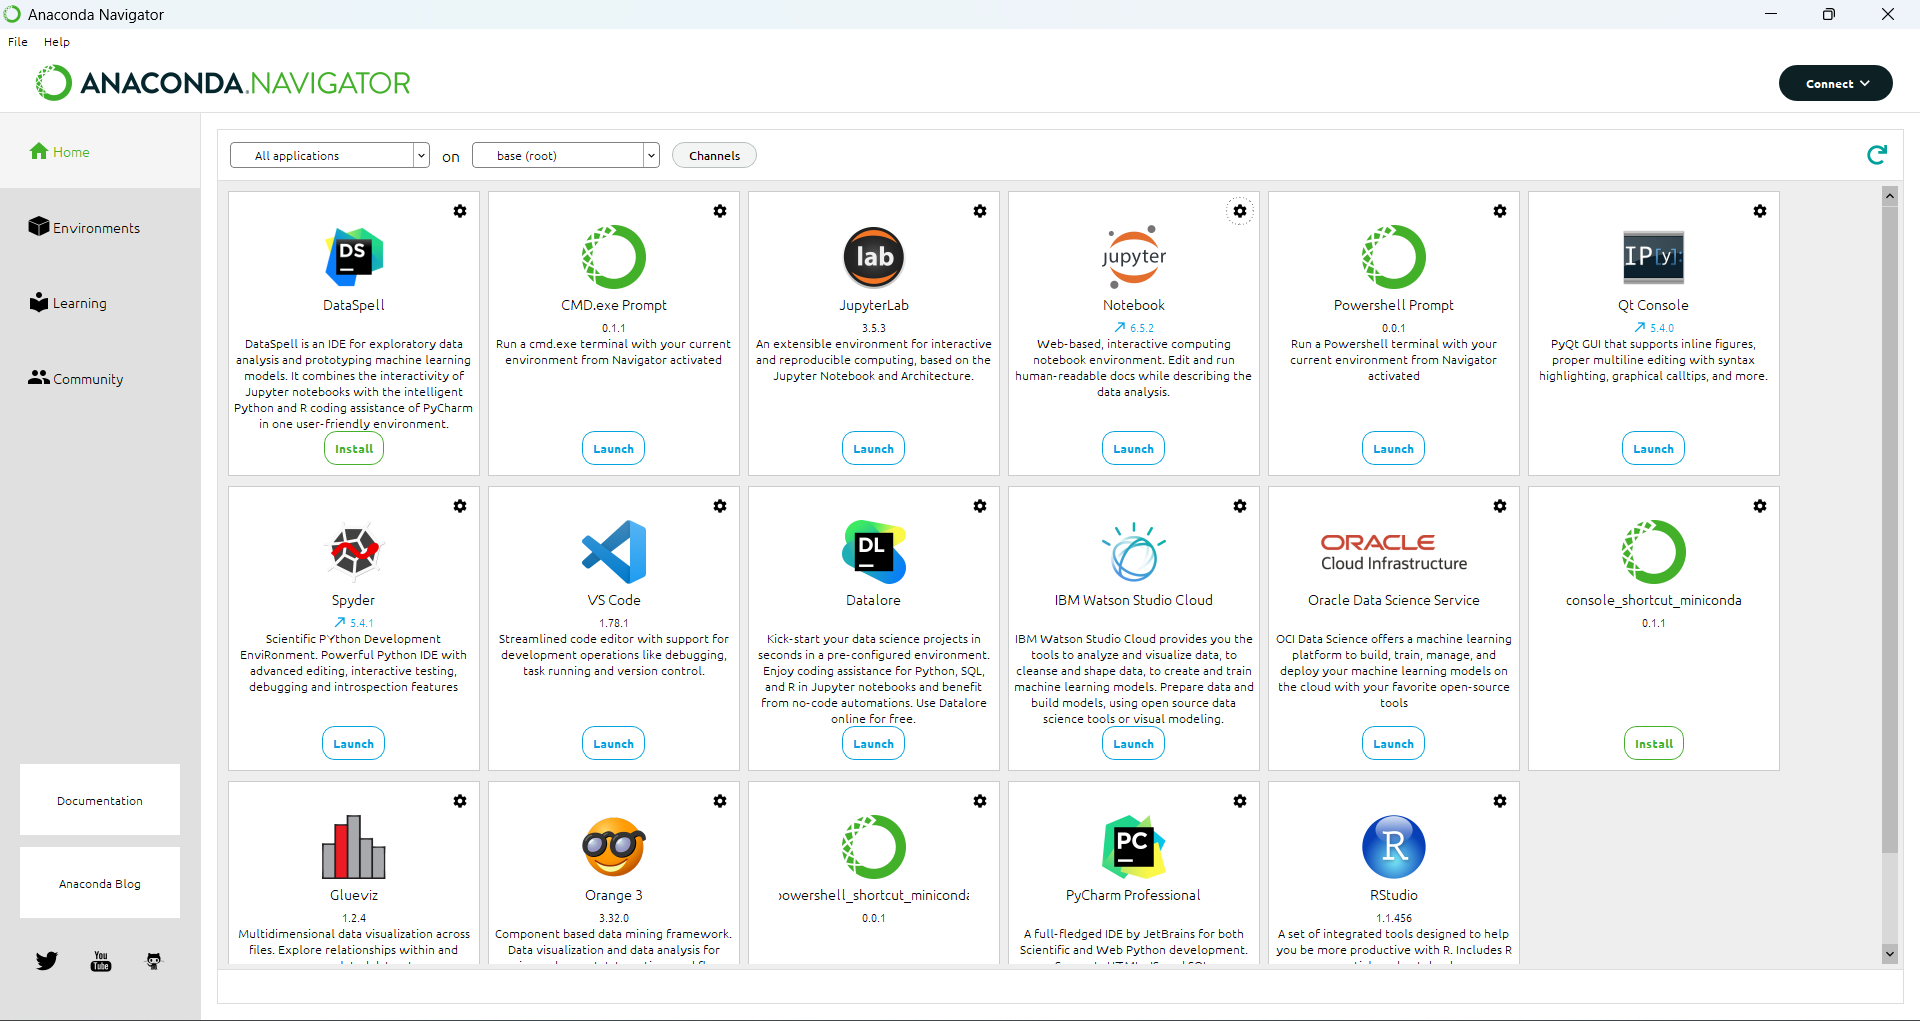 Anaconda Navigator
File Help
ANACONDA.NAVIGATOR
Connect
Home
Environments
Learning
Community
Documentation
Anaconda Blog
You
Tube
All applications on base (root) Channels
DS
DataSpell
DataSpell is an IDE for exploratory data
analysis and prototyping machine learning
models. It combines the interactivity of
Jupyter notebooks with the intelligent
Python and R coding assistance of PyCharm
in one user-friendly environment.
Install
CMD.exe Prompt
0.1.1
Run a cmd.exe terminal with your current
environment from Navigator activated
Launch
lab
JupyterLab
3.5.3
An extensible environment for interactive
and reproducible computing, based on the
Jupyter Notebook and Architecture.
Launch
jupyter
Notebook
6.5.2
Web-based, interactive computing
notebook environment. Edit and run
human-readable docs while describing the
data analysis.
Launch
Powershell Prompt
0.0.1
Run a Powershell terminal with your
current environment from Navigator
activated
Launch
IP[y]:
Qt Console
5.4.0
PyQt GUI that supports inline figures,
proper multiline editing with syntax
highlighting, graphical calltips, and more.
Launch
Spyder
5.4.1
Scientific PYthon Development
EnviRonment. Powerful Python IDE with
advanced editing, interactive testing,
debugging and introspection features
Launch
VS Code
1.78.1
Streamlined code editor with support for
development operations like debugging,
task running and version control.
Launch
DL
Datalore
Kick-start your data science projects in
seconds in a pre-configured environment.
Enjoy coding assistance for Python, SQL,
and R in Jupyter notebooks and benefit
from no-code automations. Use Datalore
online for free.
Launch
IBM Watson Studio Cloud
IBM Watson Studio Cloud provides you the
tools to analyze and visualize data, to
cleanse and shape data, to create and train
machine learning models. Prepare data and
build models, using open source data
science tools or visual modeling.
Launch
ORACLE
Cloud Infrastructure
Oracle Data Science Service
OCI Data Science offers a machine learning
platform to build, train, manage, and
deploy your machine learning models on
the cloud with your favorite open-source
tools
Launch
console_shortcut_miniconda
0.1.1
Install
Glueviz
1.2.4
Multidimensional data visualization across
files. Explore relationships within and
Orange 3
3.32.0
Component based data mining framework.
Data visualization and data analysis for
powershell_shortcut_miniconda
0.0.1
PC
PyCharm Professional
A full-fledged IDE by JetBrains for both
Scientific and Web Python development.
R
RStudio
1.1.456
A set of integrated tools designed to help
you be more productive with R. Includes R